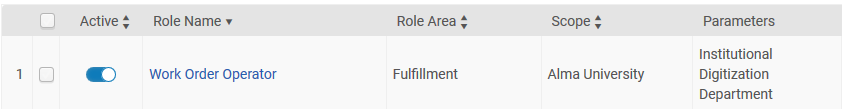 Active Role Name Role Area Scope Parameters
1 Work Order Operator Fulfillment Alma University Institutional
Digitization
Department